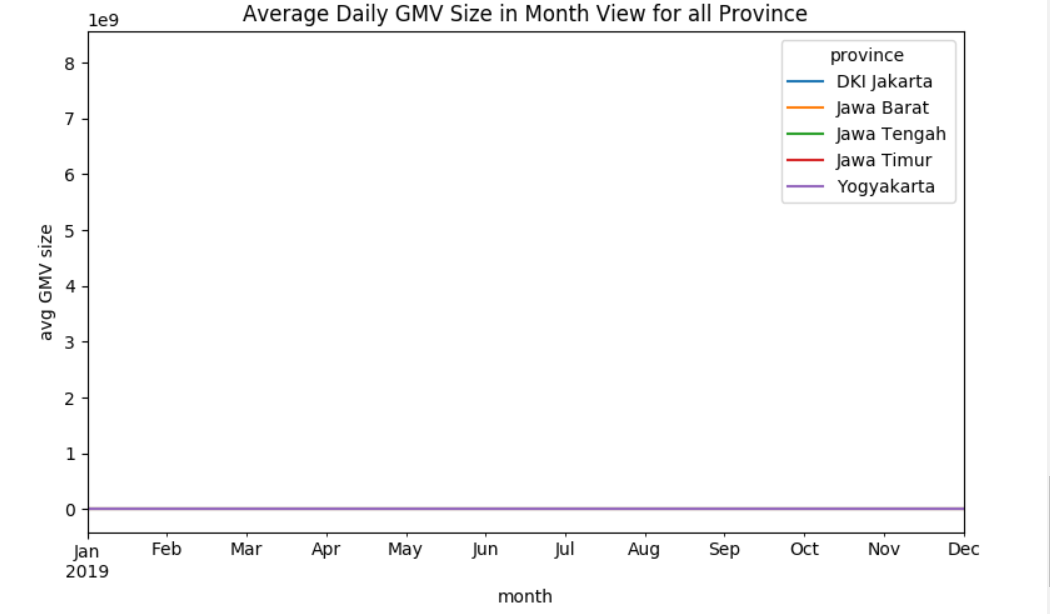 Average Daily GMV Size in Month View for all Province
1e9
8
7
6
5
4
3
2
1
0
avg GMV size
province
DKI Jakarta
Jawa Barat
Jawa Tengah
Jawa Timur
Yogyakarta
Jan Feb Mar Apr May Jun Jul Aug Sep Oct Nov Dec
2019
month